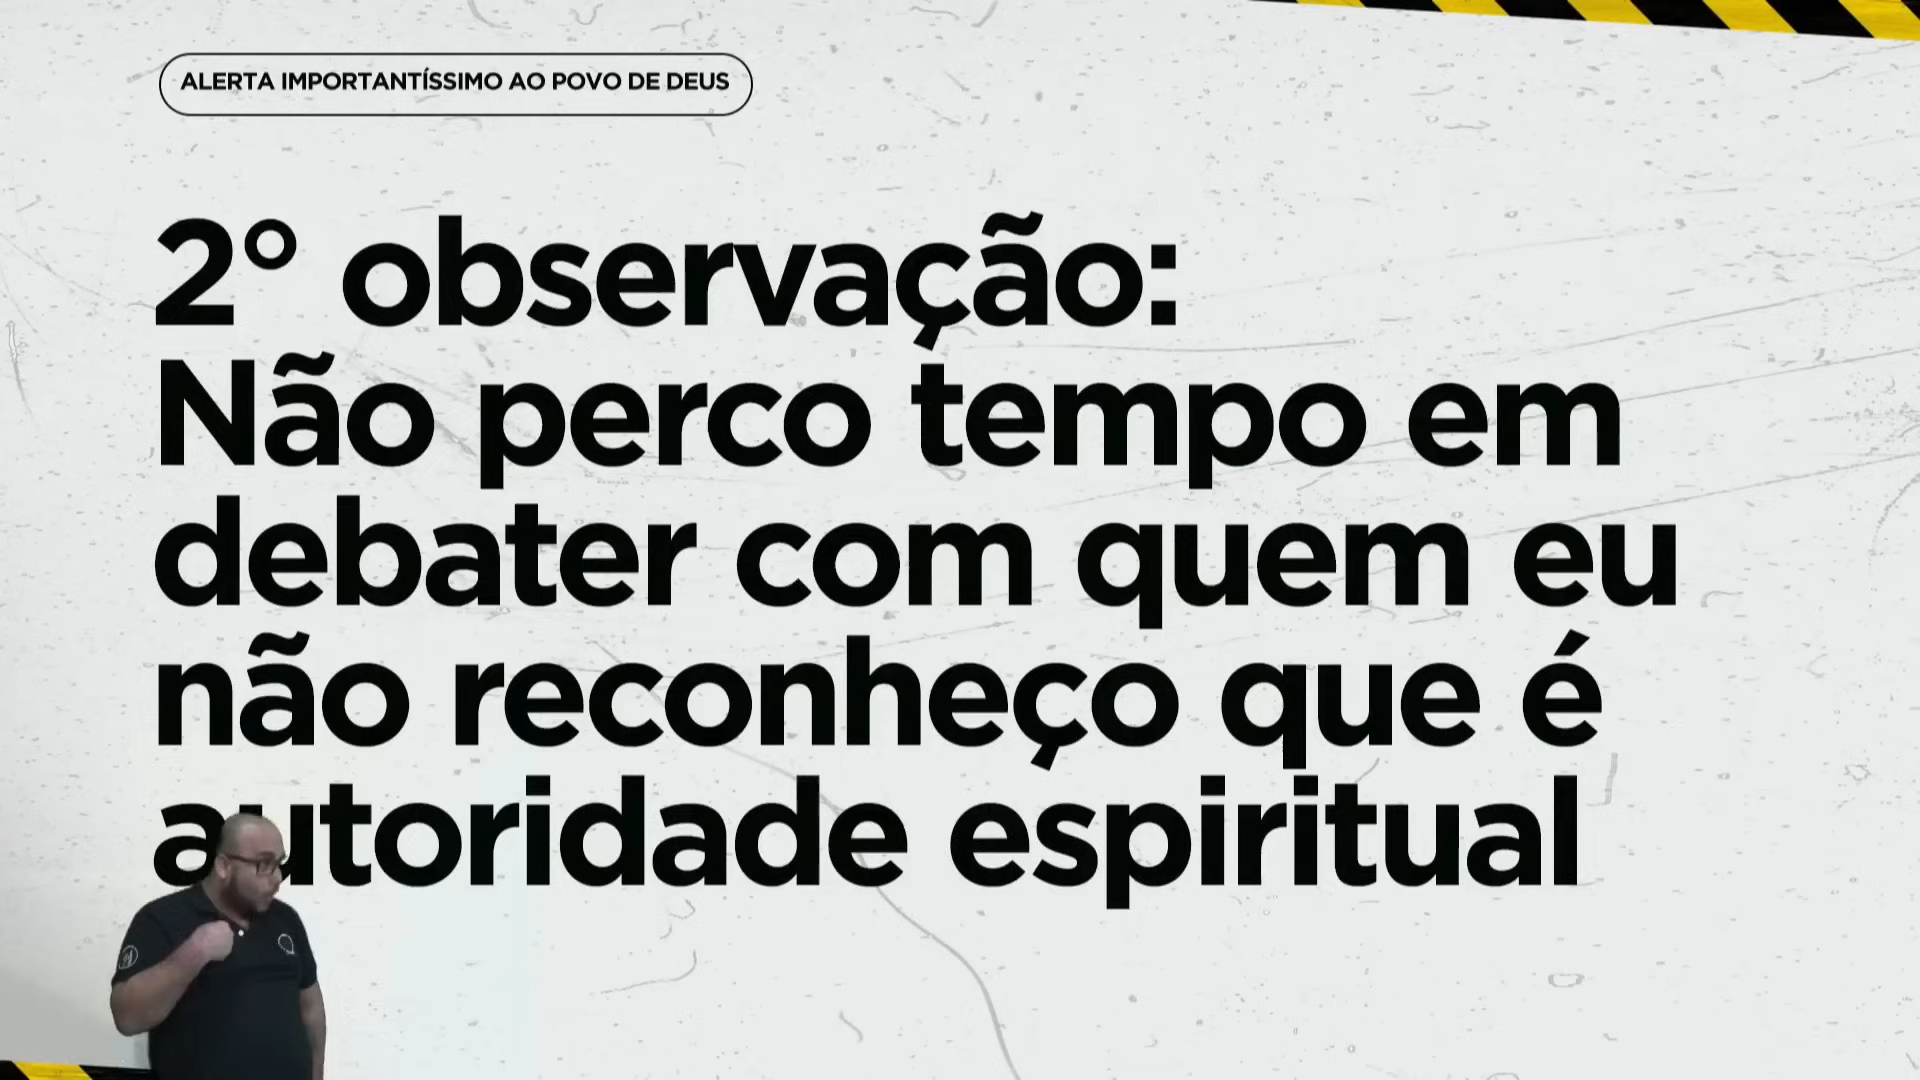 ALERTA IMPORTANTÍSSIMO AO POVO DE DEUS
2° observação:
Não perco tempo em
debater com quem eu
não reconheço que é
autoridade espiritual